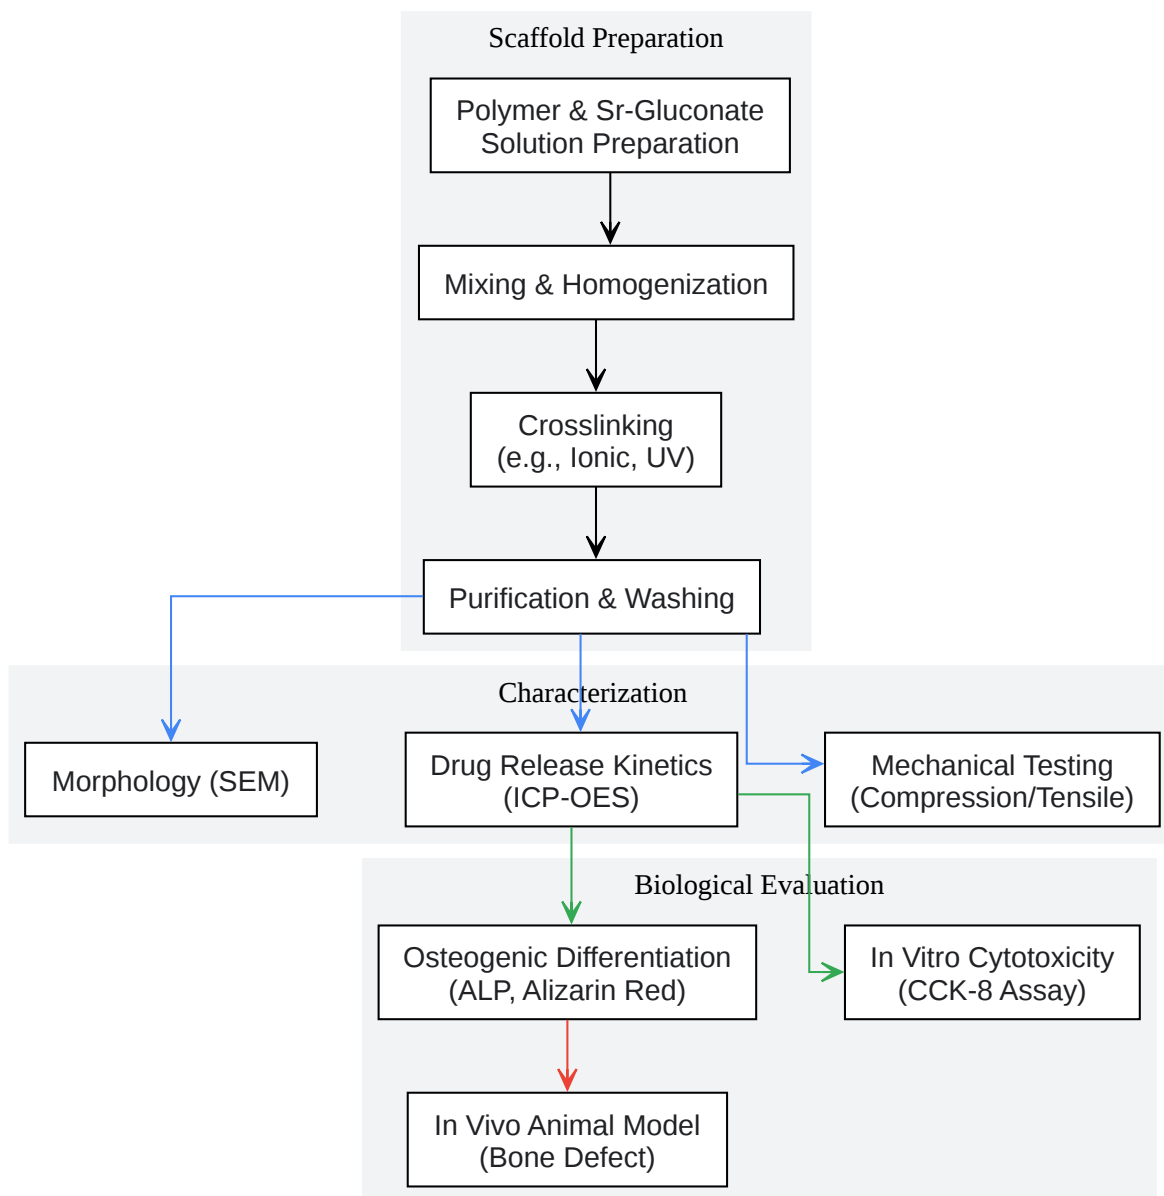 Scaffold Preparation
Polymer & Sr-Gluconate
Solution Preparation
Mixing & Homogenization
Crosslinking
(e.g., Ionic, UV)
Purification & Washing
Characterization
Morphology (SEM)
Drug Release Kinetics
(ICP-OES)
Mechanical Testing
(Compression/Tensile)
Biological Evaluation
Osteogenic Differentiation
(ALP, Alizarin Red)
In Vitro Cytotoxicity
(CCK-8 Assay)
In Vivo Animal Model
(Bone Defect)